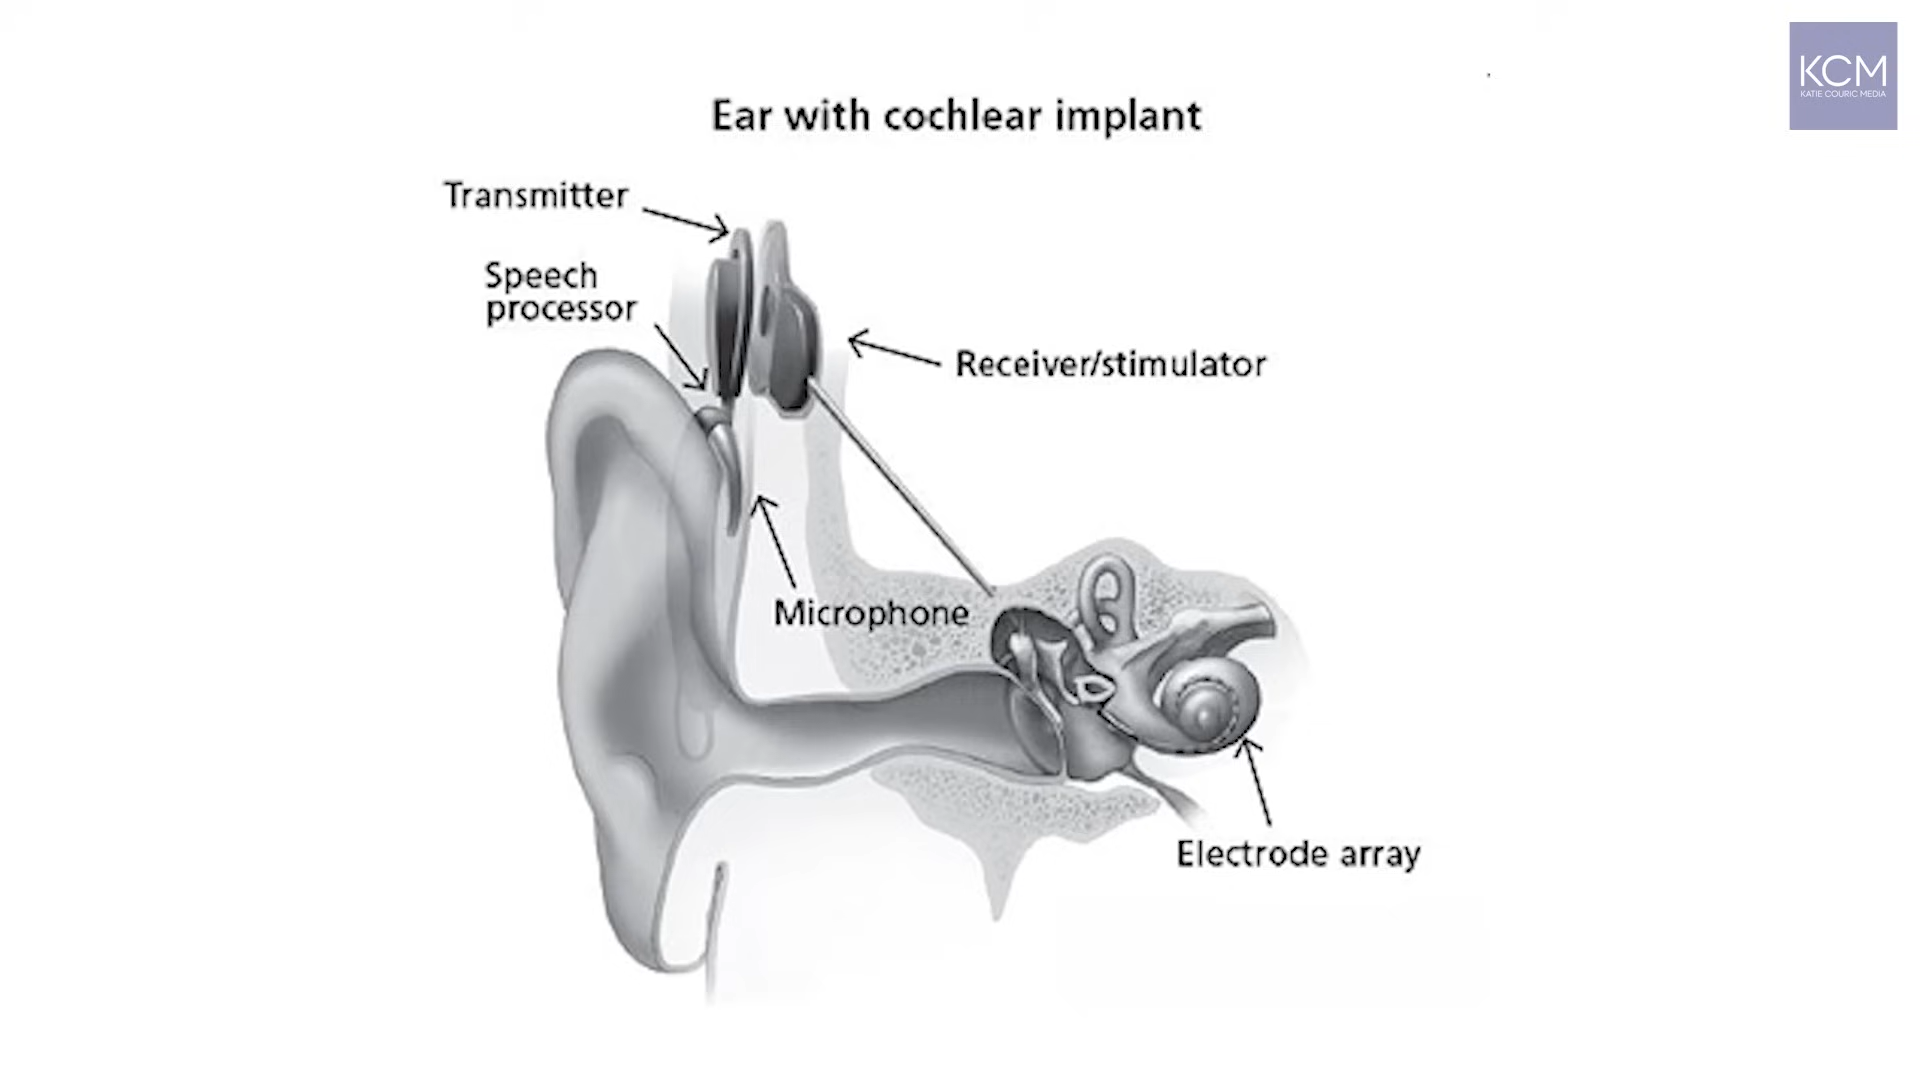 KCM
KATIE COURIC MEDIA
Ear with cochlear implant
Transmitter
Speech
processor
Receiver/stimulator
Microphone
Electrode array